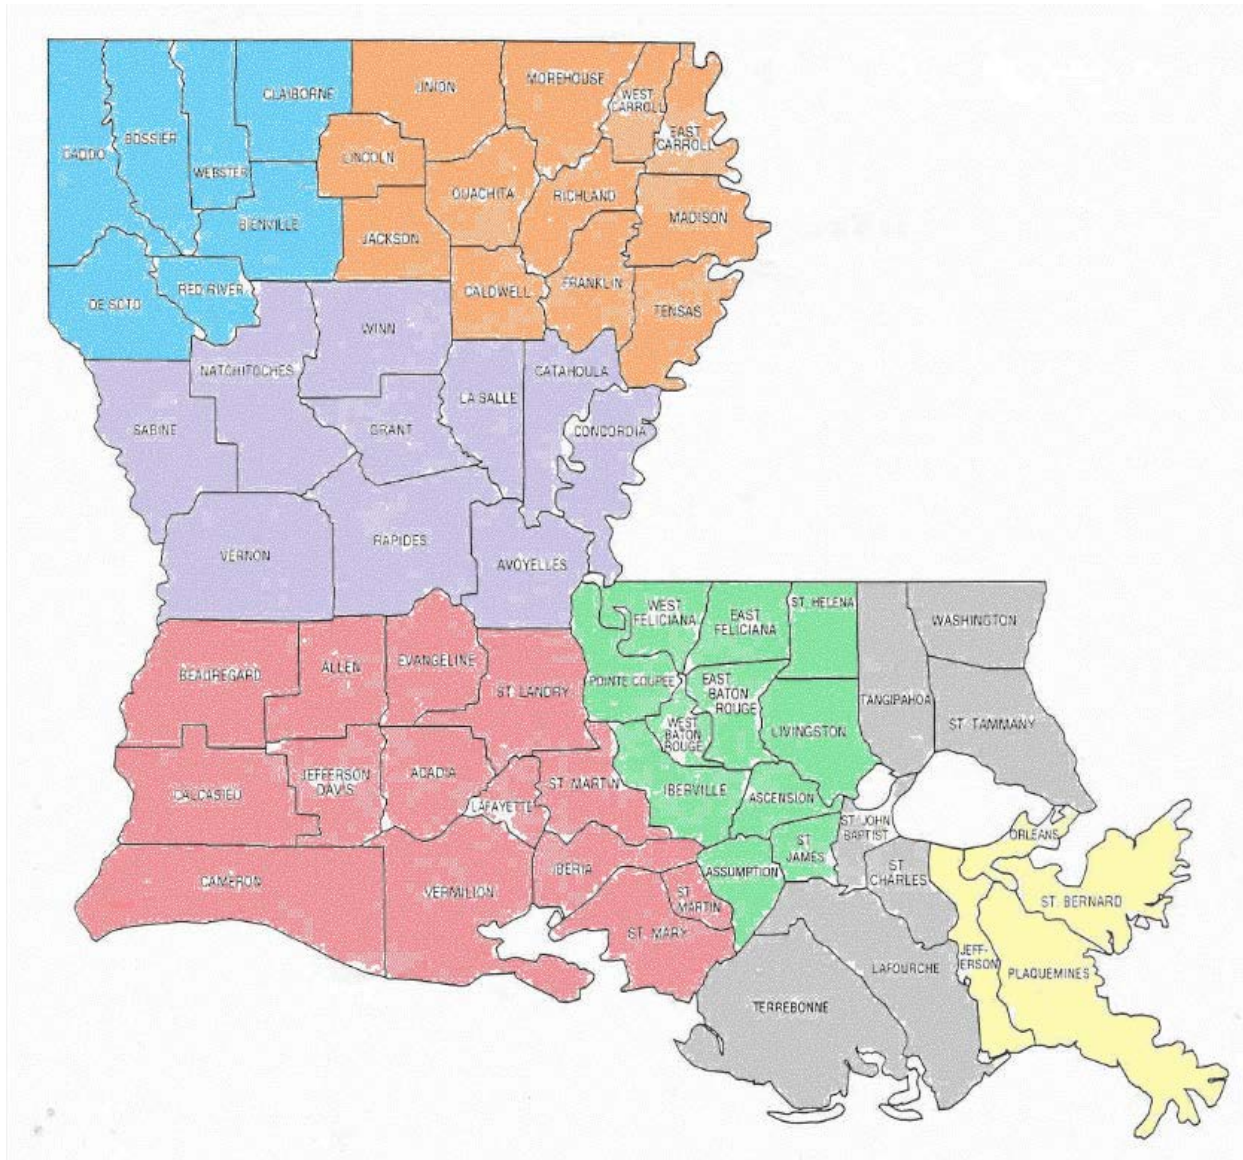 UNION
MOREHOUSE
WEST
CARROLL
CLAIBORNE
EAST
CARROLL
BOSSIER
CADDO
LINCOLN
WEBSTER
OUACHITA
RICHLAND
MADISON
BIENVILLE
JACKSON
RED RIVER
CALDWELL
FRANKLIN
DE SOTO
TENSAS
WINN
NATCHITOCHES
CATAHOULA
LA SALLE
SABINE
GRANT
CONCORDIA
RAPIDES
VERNON
AVOYELLES
WEST
FELICIANA
EAST
FELICIANA
ST. HELENA
WASHINGTON
BEAUREGARD
ALLEN
EVANGELINE
ST. LANDRY
POINTE COUPEE
EAST
BATON
ROUGE
TANGIPAHOA
ST. TAMMANY
WEST
BATON
ROUGE
LIVINGSTON
JEFFERSON
DAVIS
ACADIA
ST. MARTIN
CALCASIEU
LAFAYETTE
IBERVILLE
ASCENSION
ST. JOHN
BAPTIST
ORLEANS
ST.
JAMES
CAMERON
VERMILION
IBERIA
ASSUMPTION
ST.
CHARLES
ST.
MARTIN
ST. BERNARD
ST. MARY
JEFF-
ERSON
LAFOURCHE
PLAQUEMINES
TERREBONNE